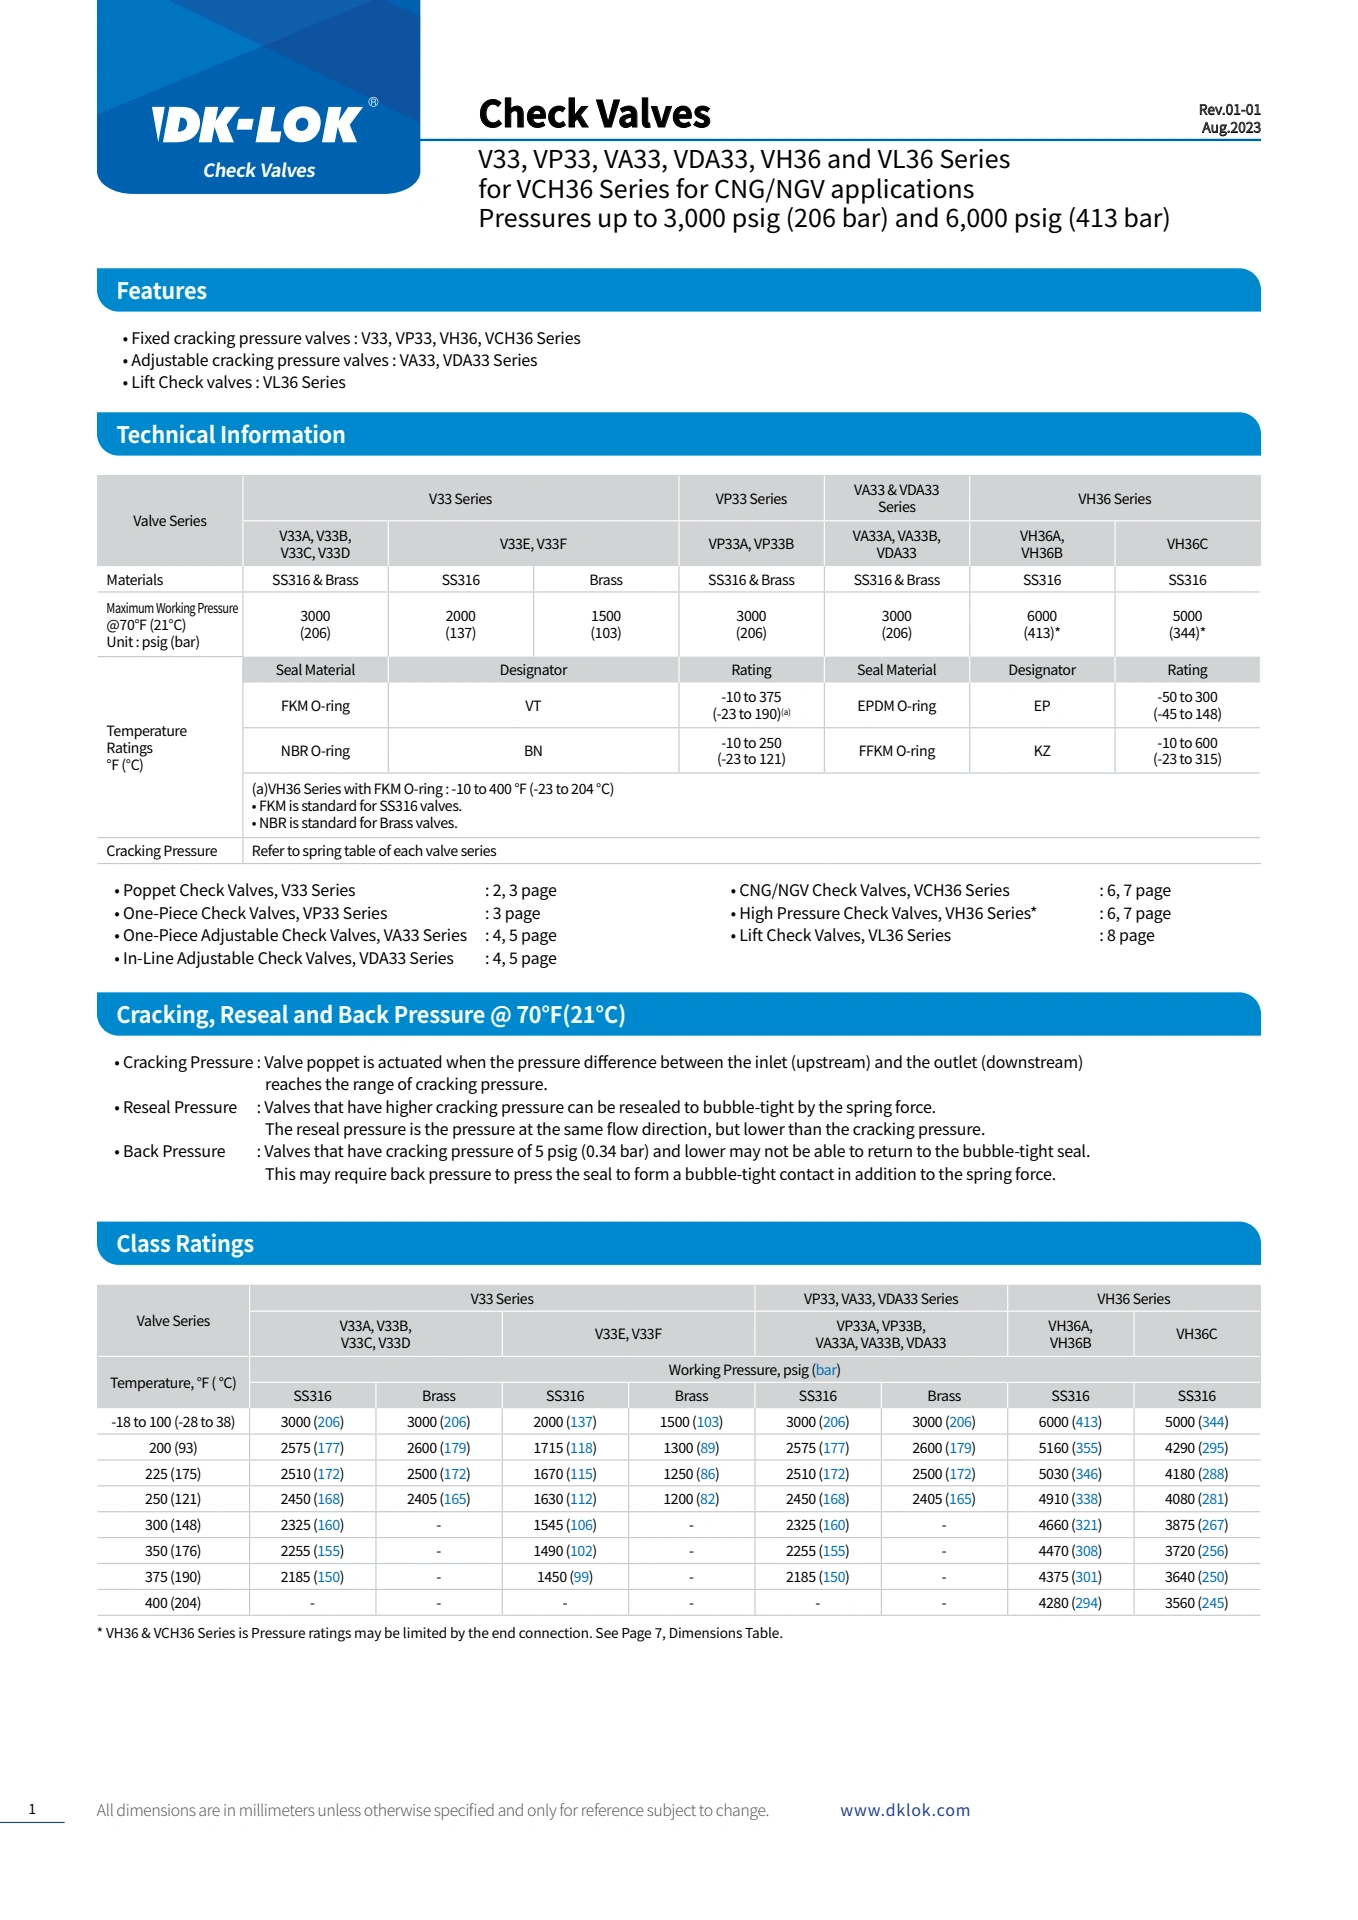 DK-LOK®
Check Valves
Check Valves
Rev.01-01
Aug.2023
V33, VP33, VA33, VDA33, VH36 and VL36 Series
for VCH36 Series for CNG/NGV applications
Pressures up to 3,000 psig (206 bar) and 6,000 psig (413 bar)
Features
• Fixed cracking pressure valves : V33, VP33, VH36, VCH36 Series
• Adjustable cracking pressure valves : VA33, VDA33 Series
• Lift Check valves : VL36 Series
Technical Information
Valve Series V33 Series VP33 Series VA33 & VDA33 Series VH36 Series
V33A, V33B, V33C, V33D V33E, V33F VP33A, VP33B VA33A, VA33B, VDA33 VH36A, VH36B VH36C
Materials SS316 & Brass SS316 Brass SS316 & Brass SS316 & Brass SS316 SS316
Maximum Working Pressure
@70°F (21°C)
Unit : psig (bar)
3000 (206) 2000 (137) 1500 (103) 3000 (206) 3000 (206) 6000 (413)* 5000 (344)*
Temperature
Ratings
°F (°C)
Seal Material Designator Rating Seal Material Designator Rating
FKM O-ring VT -10 to 375 (-23 to 190)(a) EPDM O-ring EP -50 to 300 (-45 to 148)
NBR O-ring BN -10 to 250 (-23 to 121) FFKM O-ring KZ -10 to 600 (-23 to 315)
(a)VH36 Series with FKM O-ring : -10 to 400 °F (-23 to 204 °C)
• FKM is standard for SS316 valves.
• NBR is standard for Brass valves.
Cracking Pressure Refer to spring table of each valve series
• Poppet Check Valves, V33 Series : 2, 3 page
• One-Piece Check Valves, VP33 Series : 3 page
• One-Piece Adjustable Check Valves, VA33 Series : 4, 5 page
• In-Line Adjustable Check Valves, VDA33 Series : 4, 5 page
• CNG/NGV Check Valves, VCH36 Series : 6, 7 page
• High Pressure Check Valves, VH36 Series* : 6, 7 page
• Lift Check Valves, VL36 Series : 8 page
Cracking, Reseal and Back Pressure @ 70°F(21°C)
• Cracking Pressure : Valve poppet is actuated when the pressure difference between the inlet (upstream) and the outlet (downstream)
reaches the range of cracking pressure.
• Reseal Pressure : Valves that have higher cracking pressure can be resealed to bubble-tight by the spring force.
The reseal pressure is the pressure at the same flow direction, but lower than the cracking pressure.
• Back Pressure : Valves that have cracking pressure of 5 psig (0.34 bar) and lower may not be able to return to the bubble-tight seal.
This may require back pressure to press the seal to form a bubble-tight contact in addition to the spring force.
Class Ratings
Valve Series V33 Series VP33, VA33, VDA33 Series VH36 Series
V33A, V33B, V33C, V33D V33E, V33F VP33A, VP33B, VA33A, VA33B, VDA33 VH36A, VH36B VH36C
Temperature, °F ( °C) Working Pressure, psig (bar)
SS316 Brass SS316 Brass SS316 Brass SS316 SS316
-18 to 100 (-28 to 38) 3000 (206) 3000 (206) 2000 (137) 1500 (103) 3000 (206) 3000 (206) 6000 (413) 5000 (344)
200 (93) 2575 (177) 2600 (179) 1715 (118) 1300 (89) 2575 (177) 2600 (179) 5160 (355) 4290 (295)
225 (175) 2510 (172) 2500 (172) 1670 (115) 1250 (86) 2510 (172) 2500 (172) 5030 (346) 4180 (288)
250 (121) 2450 (168) 2405 (165) 1630 (112) 1200 (82) 2450 (168) 2405 (165) 4910 (338) 4080 (281)
300 (148) 2325 (160) - 1545 (106) - 2325 (160) - 4660 (321) 3875 (267)
350 (176) 2255 (155) - 1490 (102) - 2255 (155) - 4470 (308) 3720 (256)
375 (190) 2185 (150) - 1450 (99) - 2185 (150) - 4375 (301) 3640 (250)
400 (204) - - - - - - 4280 (294) 3560 (245)
* VH36 & VCH36 Series is Pressure ratings may be limited by the end connection. See Page 7, Dimensions Table.
1
All dimensions are in millimeters unless otherwise specified and only for reference subject to change.
www.dklok.com